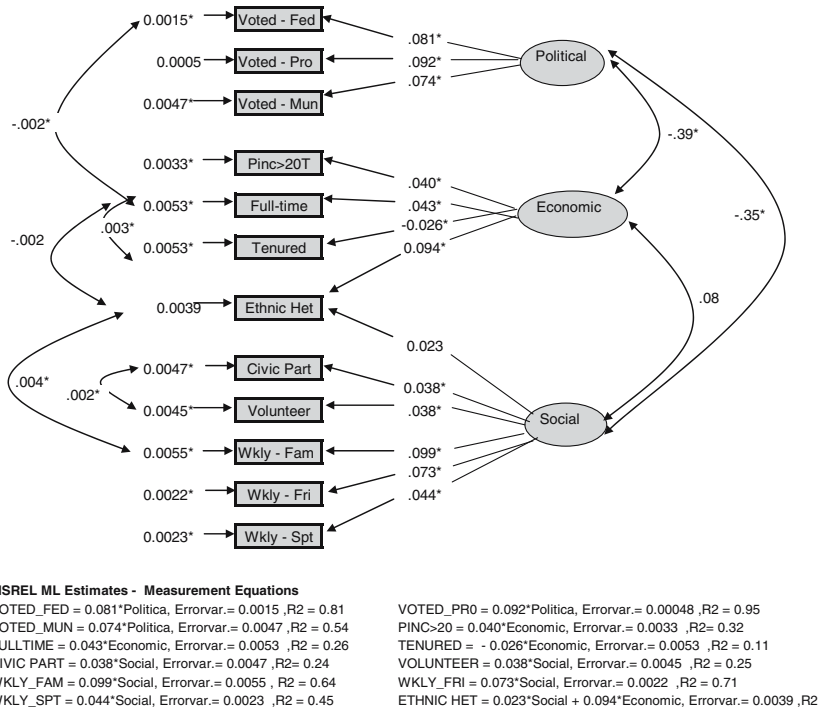 0.0015* Voted - Fed
.081*
0.0005 Voted - Pro
.092*
Political
0.0047* Voted - Mun
.074*
-.002*
-.39*
0.0033* Pinc>20T
.040*
0.0053* Full-time
.043*
Economic
-.35*
.003*
-0.026*
-.002
0.0053* Tenured
0.094*
0.0039 Ethnic Het
.08
0.023
0.0047* Civic Part
.004*
.002*
0.038*
0.0045* Volunteer
.038*
Social
0.0055* Wkly - Fam
.099*
.073*
0.0022* Wkly - Fri
.044*
0.0023* Wkly - Spt
ISREL ML Estimates - Measurement Equations
OTED_FED = 0.081*Politica, Errorvar.= 0.0015 ,R2 = 0.81
VOTED_PR0 = 0.092*Politica, Errorvar.= 0.00048 ,R2 = 0.95
OTED_MUN = 0.074*Politica, Errorvar.= 0.0047 ,R2 = 0.54
PINC>20 = 0.040*Economic, Errorvar.= 0.0033 ,R2= 0.32
ULLTIME = 0.043*Economic, Errorvar.= 0.0053 ,R2 = 0.26
TENURED = - 0.026*Economic, Errorvar.= 0.0053 ,R2 = 0.11
IVIC PART = 0.038*Social, Errorvar.= 0.0047 ,R2= 0.24
VOLUNTEER = 0.038*Social, Errorvar.= 0.0045 ,R2 = 0.25
WKLY_FAM = 0.099*Social, Errorvar.= 0.0055 , R2 = 0.64
WKLY_FRI = 0.073*Social, Errorvar.= 0.0022 ,R2 = 0.71
WKLY_SPT = 0.044*Social, Errorvar.= 0.0023 ,R2 = 0.45
ETHNIC HET = 0.023*Social + 0.094*Economic, Errorvar.= 0.0039 ,R2